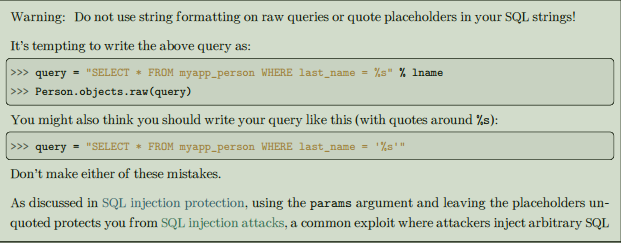 Warning: Do not use string formatting on raw queries or quote placeholders in your SQL strings!
It's tempting to write the above query as:
>>> query = "SELECT * FROM myapp_person WHERE last_name = %s" % lname
>>> Person.objects.raw(query)
You might also think you should write your query like this (with quotes around %s):
>>> query = "SELECT * FROM myapp_person WHERE last_name = '%s'"
Don't make either of these mistakes.
As discussed in SQL injection protection, using the params argument and leaving the placeholders un-
quoted protects you from SQL injection attacks, a common exploit where attackers inject arbitrary SQL